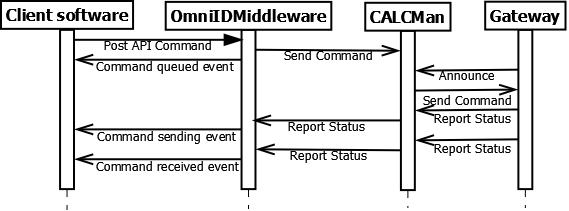 Client software
OmniIDMiddleware
CALCMan
Gateway
Post API Command
Send Command
Command queued event
Announce
Send Command
Report Status
Report Status
Command sending event
Report Status
Report Status
Command received event